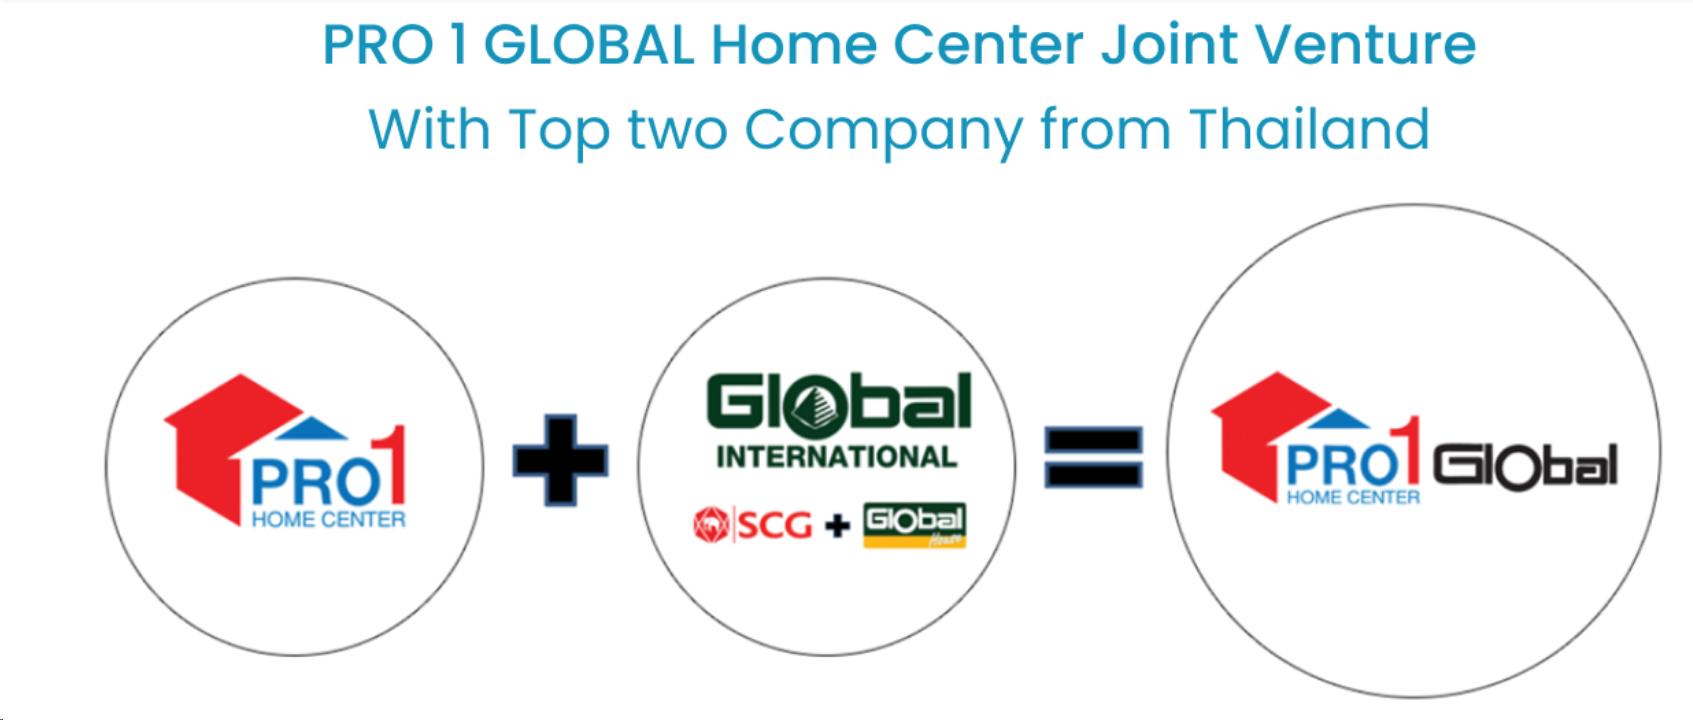 PRO 1 GLOBAL Home Center Joint Venture
With Top two Company from Thailand
PRO1
HOME CENTER
Global
INTERNATIONAL
SCG + Global House
PRO1 Global
HOME CENTER